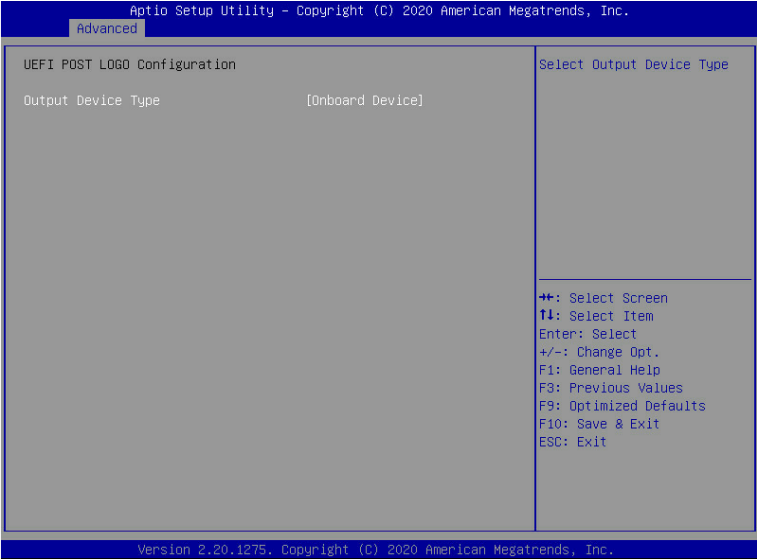 Aptio Setup Utility – Copyright (C) 2020 American Megatrends, Inc.
Advanced
UEFI POST LOGO Configuration
Output Device Type [Onboard Device]
Select Output Device Type
→←: Select Screen
↑↓: Select Item
Enter: Select
+/-: Change Opt.
F1: General Help
F3: Previous Values
F9: Optimized Defaults
F10: Save & Exit
ESC: Exit
Version 2.20.1275. Copyright (C) 2020 American Megatrends, Inc.